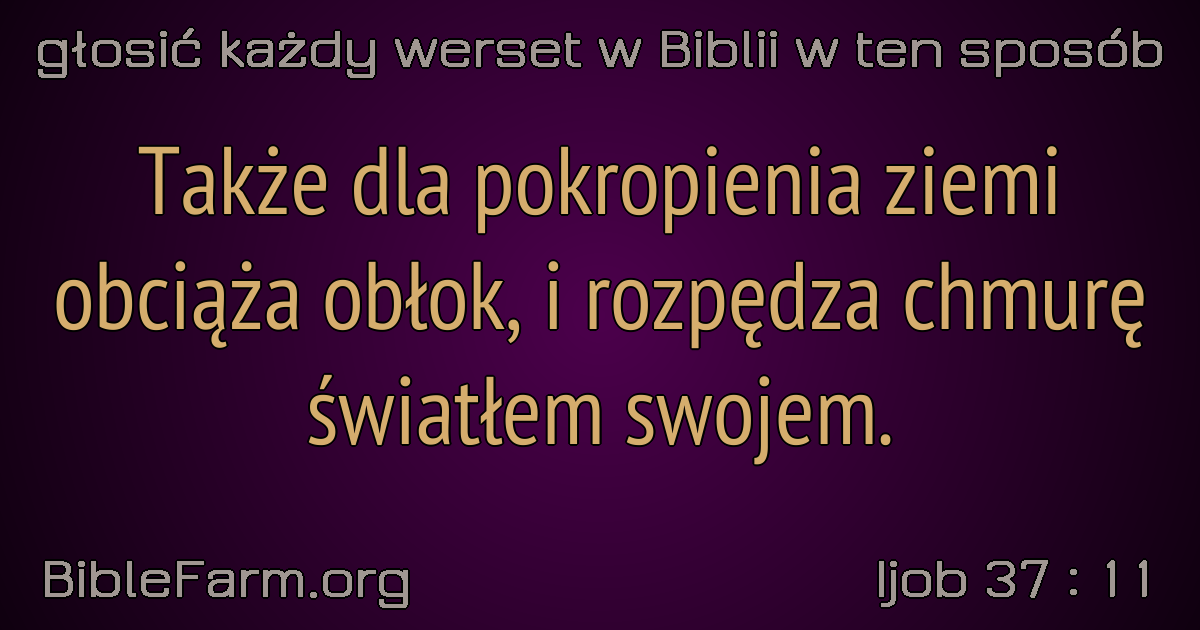 głosić każdy werset w Biblii w ten sposób
Także dla pokropienia ziemi
obciąża obłok, i rozpędza chmurę
światłem swojem.
BibleFarm.org
Ijob 37 : 11